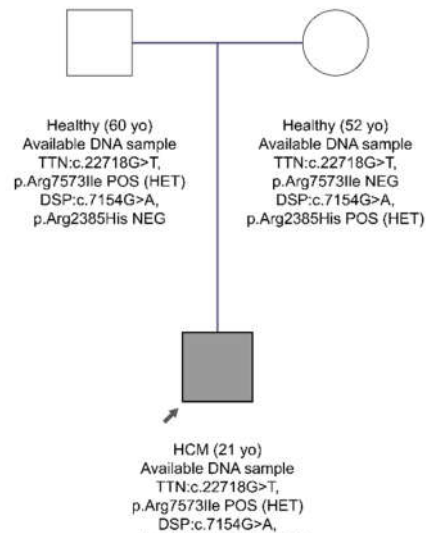 Healthy (60 yo)
Available DNA sample
TTN:c.22718G>T,
p.Arg7573Ile POS (HET)
DSP:c.7154G>A,
p.Arg2385His NEG
Healthy (52 yo)
Available DNA sample
TTN:c.22718G>T,
p.Arg7573Ile NEG
DSP:c.7154G>A,
p.Arg2385His POS (HET)
HCM (21 yo)
Available DNA sample
TTN:c.22718G>T,
p.Arg7573Ile POS (HET)
DSP:c.7154G>A,